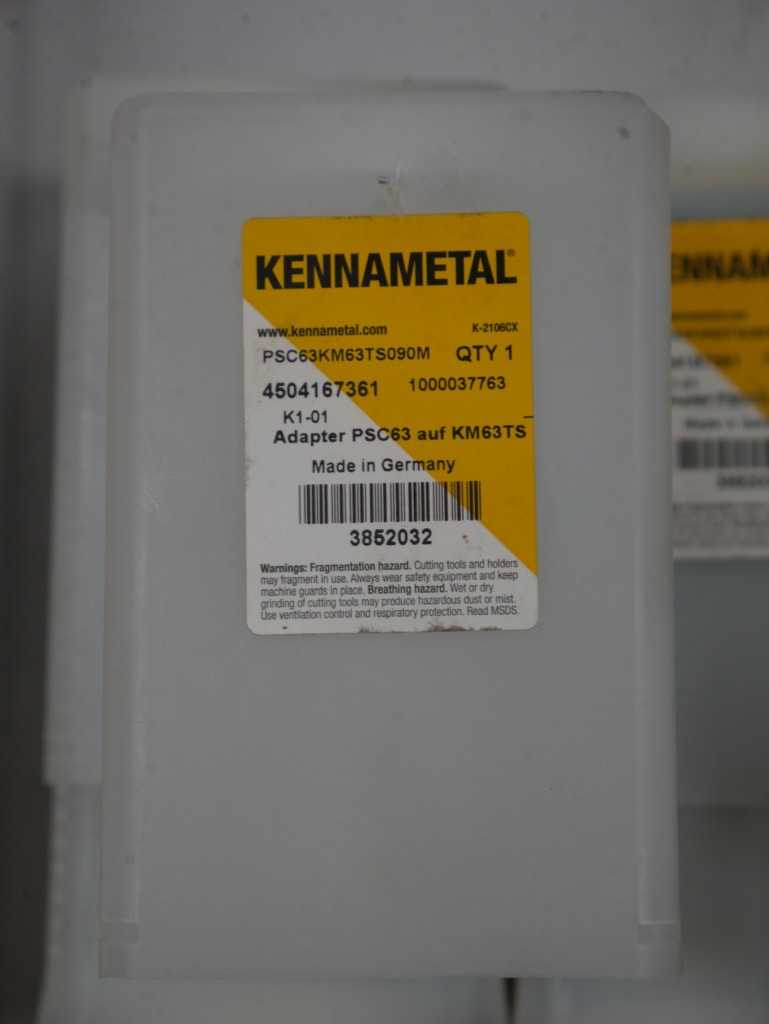 KENNAMETAL®
www.kennametal.com K-2106CX
PSC63KM63TS090M QTY 1
4504167361 1000037763
K1-01
Adapter PSC63 auf KM63TS
Made in Germany
3852032
Warnings: Fragmentation hazard. Cutting tools and holders
may fragment in use. Always wear safety equipment and keep
machine guards in place. Breathing hazard. Wet or dry
grinding of cutting tools may produce hazardous dust or mist.
Use ventilation control and respiratory protection. Read MSDS.
ENNAM